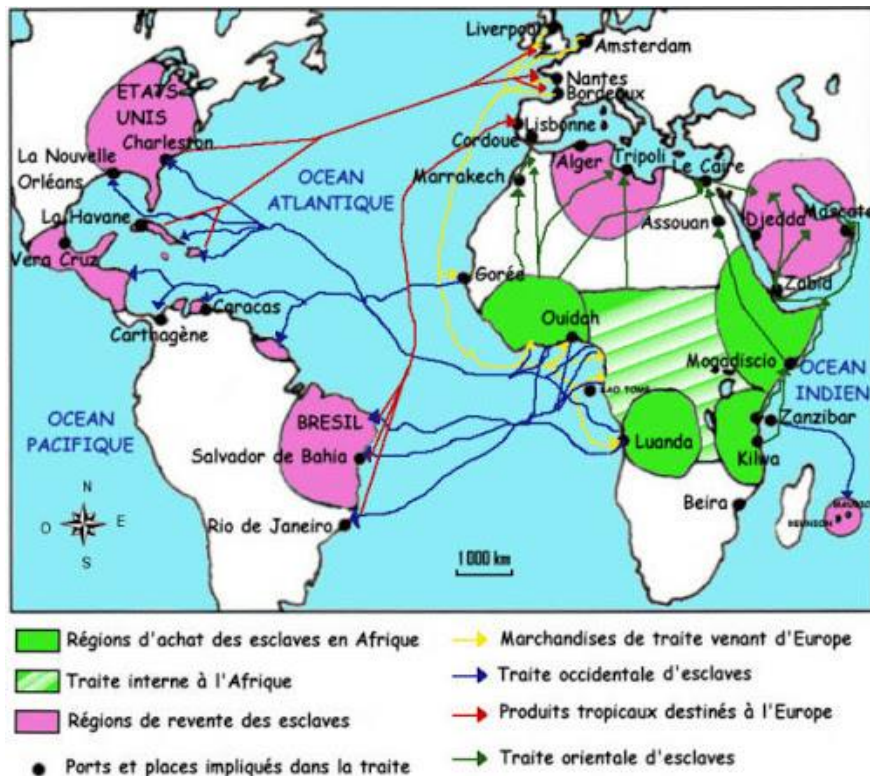 Liverpool
Amsterdam
Nantes
Bordeaux
ETATS-
UNIS
Charleston
Lisbonne
Cordoue
Alger
Tripoli
Le Caire
La Nouvelle
Orléans
OCEAN
ATLANTIQUE
Marrakech
Assouan
Djedda
Mascate
La Havane
Vera Cruz
Gorée
Zabid
Caracas
Carthagène
Ouidah
Mogadiscio
OCEAN
INDIEN
SAO TOME
OCEAN
PACIFIQUE
BRESIL
Zanzibar
Salvador de Bahia
Luanda
Kilwa
Beira
REUNION
N
O
E
S
Rio de Janeiro
1 000 km
Régions d'achat des esclaves en Afrique
Marchandises de traite venant d'Europe
Traite interne à l'Afrique
Traite occidentale d'esclaves
Régions de revente des esclaves
Produits tropicaux destinés à l'Europe
Ports et places impliqués dans la traite
Traite orientale d'esclaves